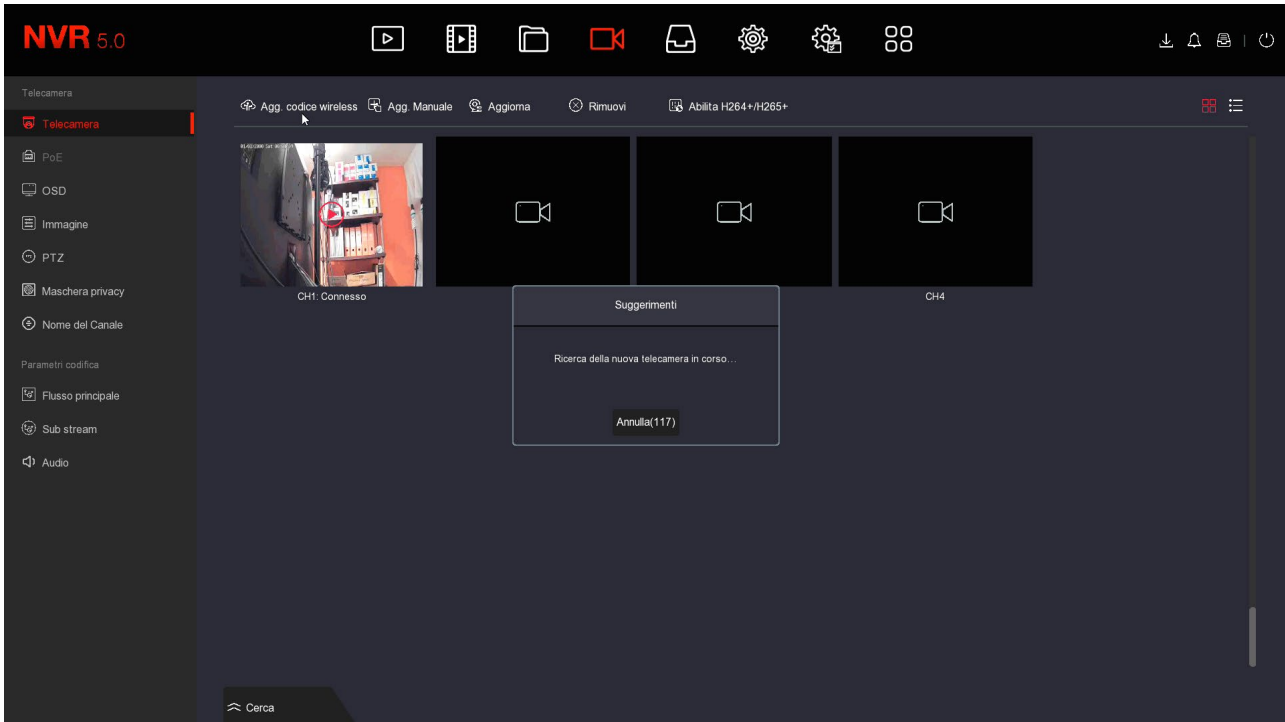 NVR 5.0
Telecamera
Telecamera
PoE
OSD
Immagine
PTZ
Maschera privacy
Nome del Canale
Parametri codifica
Flusso principale
Sub stream
Audio
Agg. codice wireless
Agg. Manuale
Aggiorna
Rimuovi
Abilita H264+/H265+
CH1: Connesso
CH4
Suggerimenti
Ricerca della nuova telecamera in corso...
Annulla(117)
Cerca